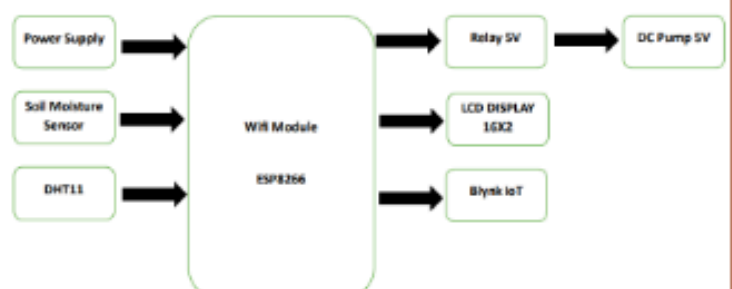 Power Supply
Relay 5V
DC Pump 5V
Soil Moisture
Sensor
Wifi Module
ESP8266
LCD DISPLAY
16X2
DHT11
Blynk IoT